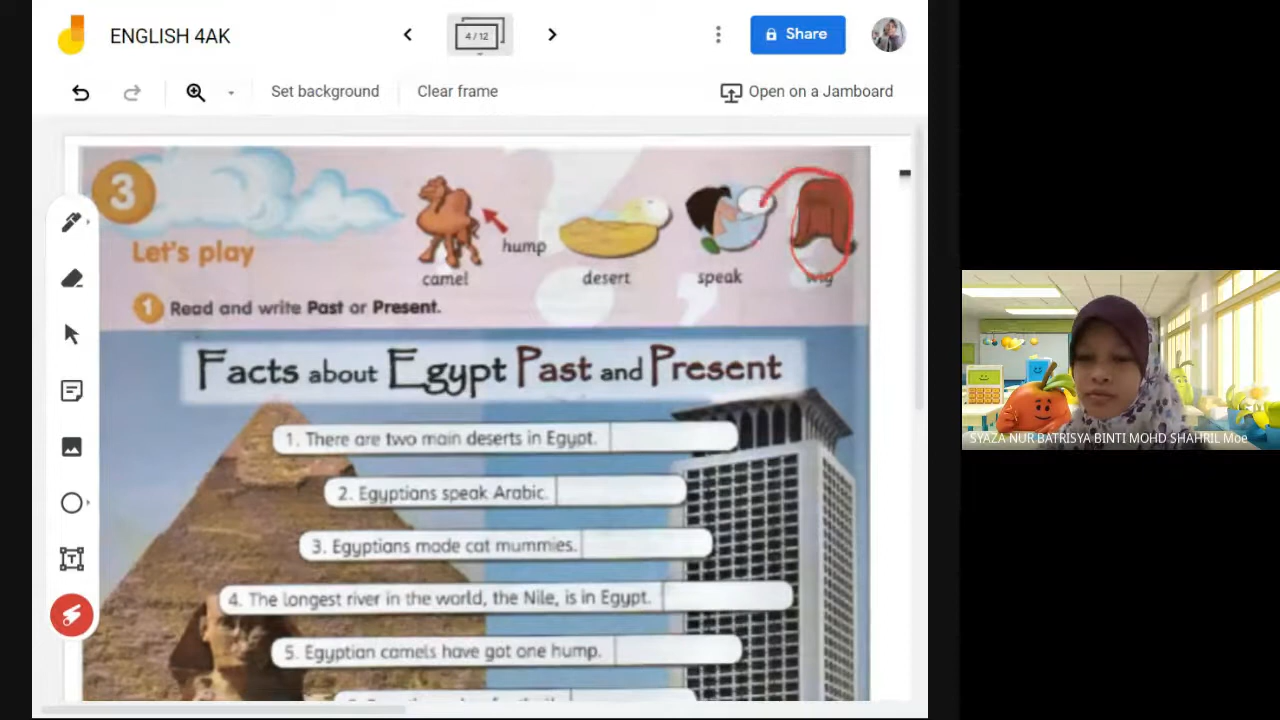 ENGLISH 4AK
4 / 12
Share
Set background
Clear frame
Open on a Jamboard
3
Let's play
hump
camel
desert
speak
wig
1 Read and write Past or Present.
Facts about Egypt Past and Present
1. There are two main deserts in Egypt.
2. Egyptians speak Arabic.
3. Egyptians made cat mummies.
4. The longest river in the world, the Nile, is in Egypt.
5. Egyptian camels have got one hump.
SYAZA NUR BATRISYA BINTI MOHD SHAHRIL Moe